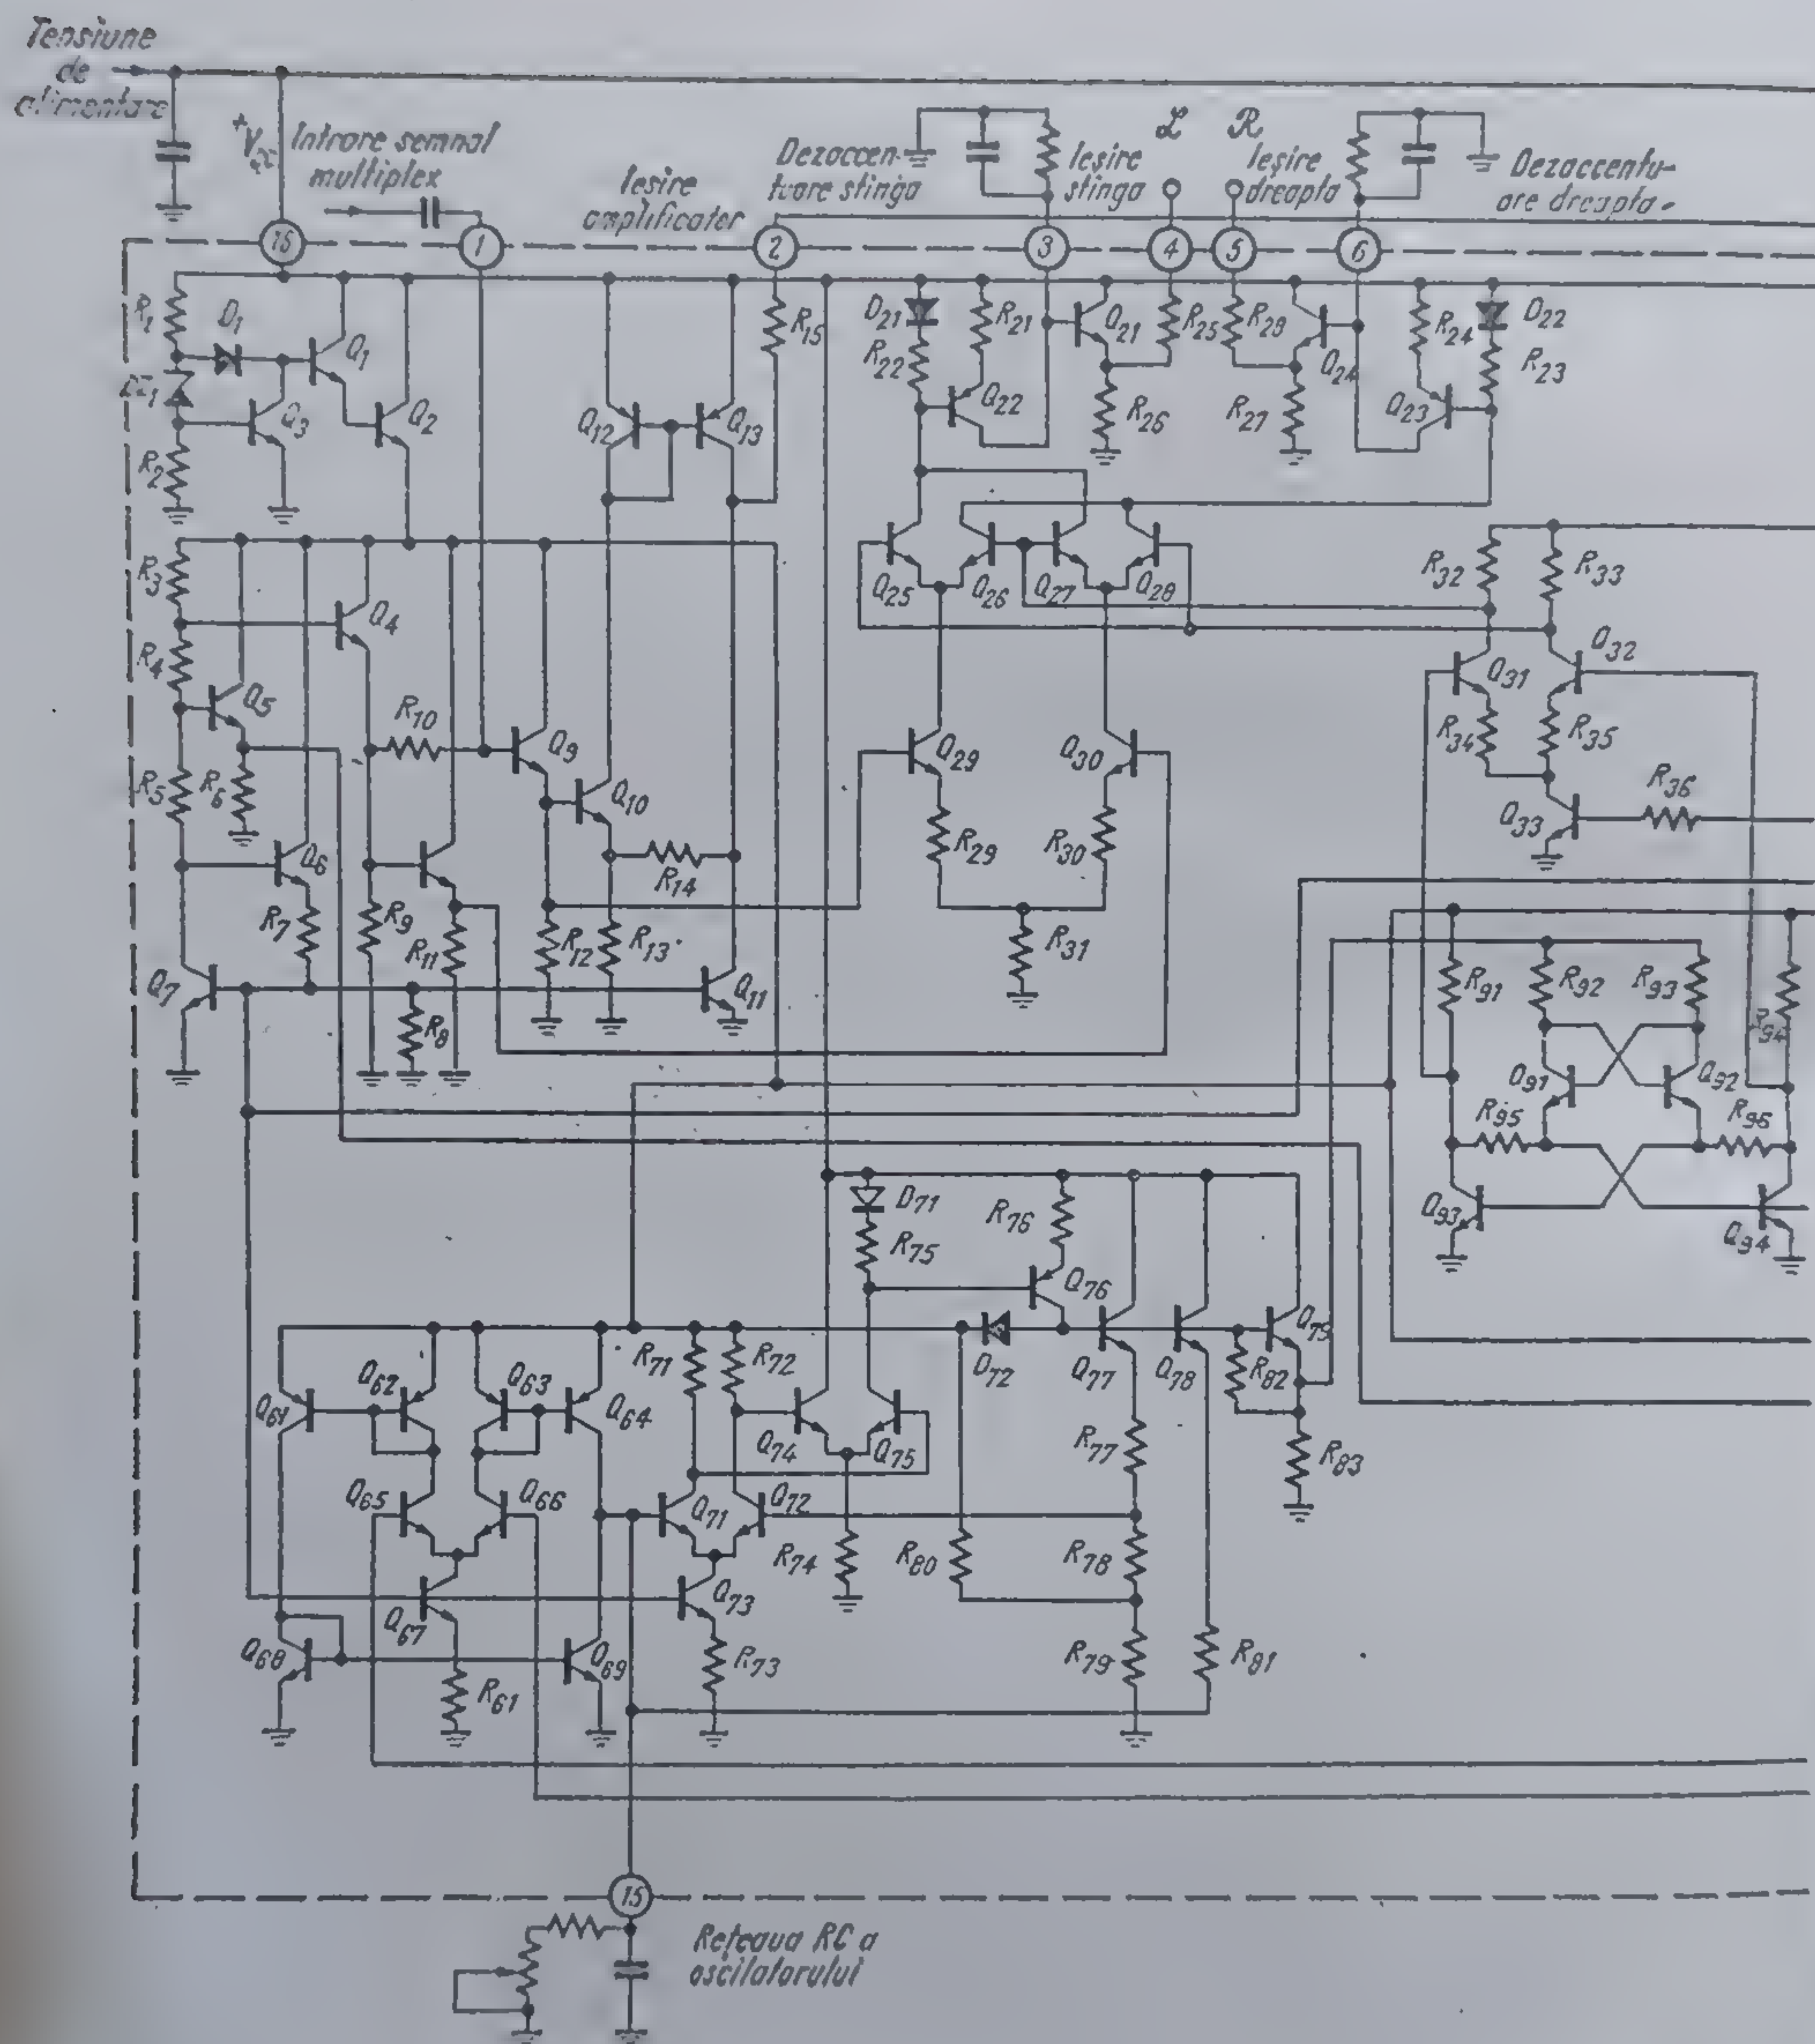 Tensiune
de
alimentare
+VCC
Intrare semnal
multiplex
Ieșire
amplificator
Dezaccen-
tuare stînga
Ieșire
stînga
L
R
Ieșire
dreapta
Dezaccentu-
are dreapta
16
1
2
3
4
5
6
R1
D1
Q1
DZ1
Q3
Q2
R2
Q12
Q13
R15
D21
R22
R21
Q22
Q21
R25
R26
R28
R27
Q24
R24
Q23
D22
R23
R3
Q4
R4
Q5
R10
R5
R6
Q9
Q10
Q6
R14
R7
R9
R11
R12
R13
Q7
R8
Q11
Q25
Q26
Q27
Q28
Q29
Q30
R29
R30
R31
R32
R33
Q31
Q32
R34
R35
Q33
R36
R91
R92
R93
R94
Q91
Q92
R95
R96
Q93
Q94
D71
R75
R76
Q76
Q61
Q62
Q63
Q64
R71
R72
D72
Q77
Q78
R82
Q79
Q74
Q75
R77
R83
Q65
Q66
Q71
Q72
R74
R80
R78
Q67
Q73
Q68
Q69
R61
R73
R79
R81
15
Rețeaua RC a
oscilatorului